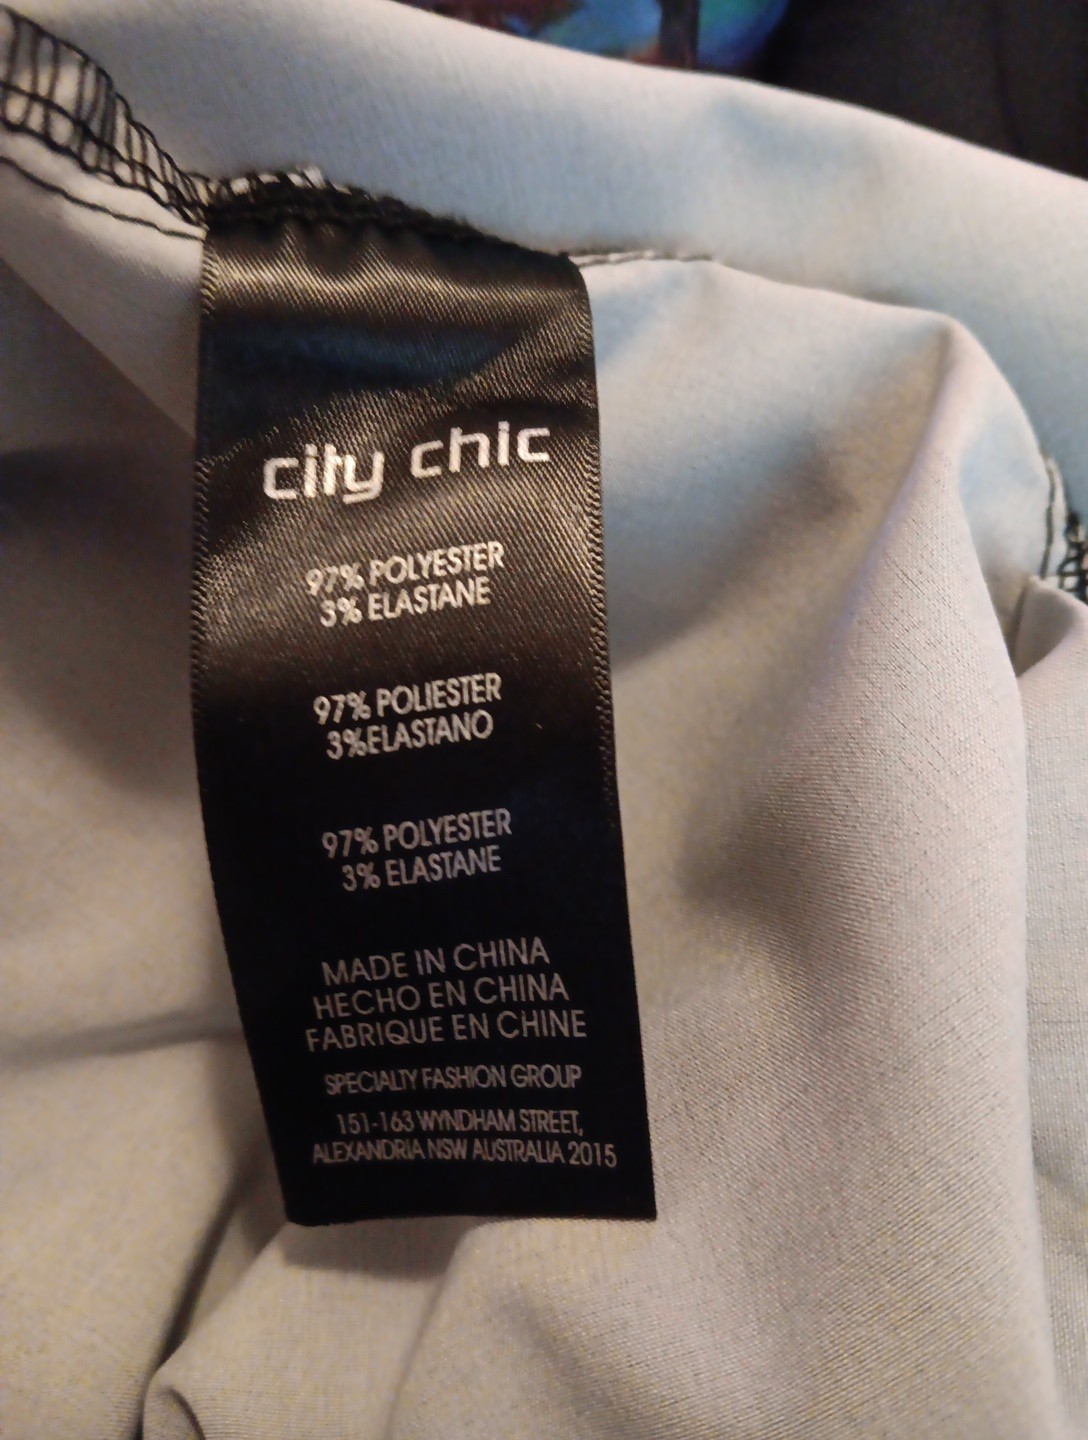 city chic
97% POLYESTER
3% ELASTANE
97% POLIESTER
3%ELASTANO
97% POLYESTER
3% ELASTANE
MADE IN CHINA
HECHO EN CHINA
FABRIQUE EN CHINE
SPECIALTY FASHION GROUP
151-163 WYNDHAM STREET,
ALEXANDRIA NSW AUSTRALIA 2015